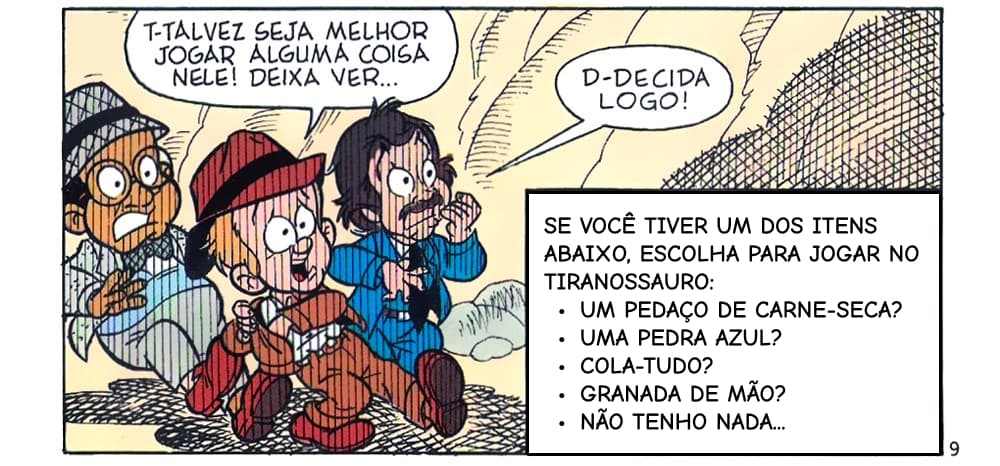 T-TALVEZ SEJA MELHOR
JOGAR ALGUMA COISA
NELE! DEIXA VER...
D-DECIDA
LOGO!
SE VOCÊ TIVER UM DOS ITENS
ABAIXO, ESCOLHA PARA JOGAR NO
TIRANOSSAURO:
• UM PEDAÇO DE CARNE-SECA?
• UMA PEDRA AZUL?
• COLA-TUDO?
• GRANADA DE MÃO?
• NÃO TENHO NADA...
9